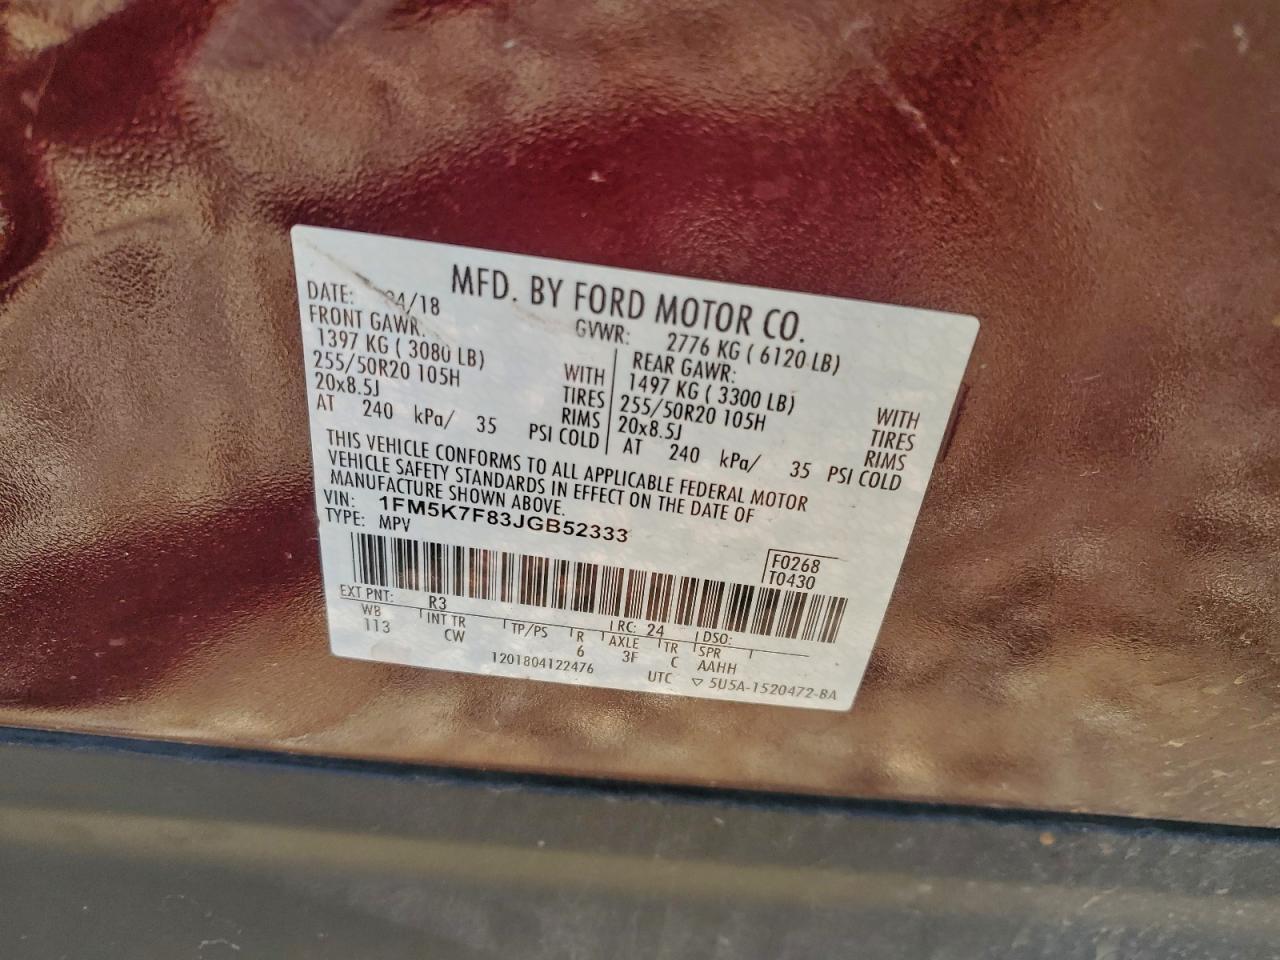 MFD. BY FORD MOTOR CO.
DATE: 04/18 GVWR: 2776 KG ( 6120 LB)
FRONT GAWR: REAR GAWR:
1397 KG ( 3080 LB) WITH 1497 KG ( 3300 LB) WITH
255/50R20 105H TIRES 255/50R20 105H TIRES
20x8.5J RIMS 20x8.5J RIMS
AT 240 kPa/ 35 PSI COLD AT 240 kPa/ 35 PSI COLD
THIS VEHICLE CONFORMS TO ALL APPLICABLE FEDERAL MOTOR
VEHICLE SAFETY STANDARDS IN EFFECT ON THE DATE OF
MANUFACTURE SHOWN ABOVE.
VIN: 1FM5K7F83JGB52333
TYPE: MPV
F0268
T0430
EXT PNT: R3 RC: 24 DSO:
WB INT TR TP/PS R AXLE TR SPR
113 CW 6 3F C AAHH
1201804122476 UTC ▽ 5U5A-1520472-BA